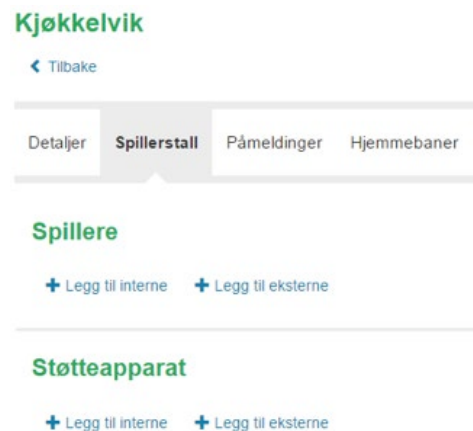 Kjøkkelvik
Tilbake
Detaljer Spillerstall Påmeldinger Hjemmebaner
Spillere
Legg til interne Legg til eksterne
Støtteapparat
Legg til interne Legg til eksterne